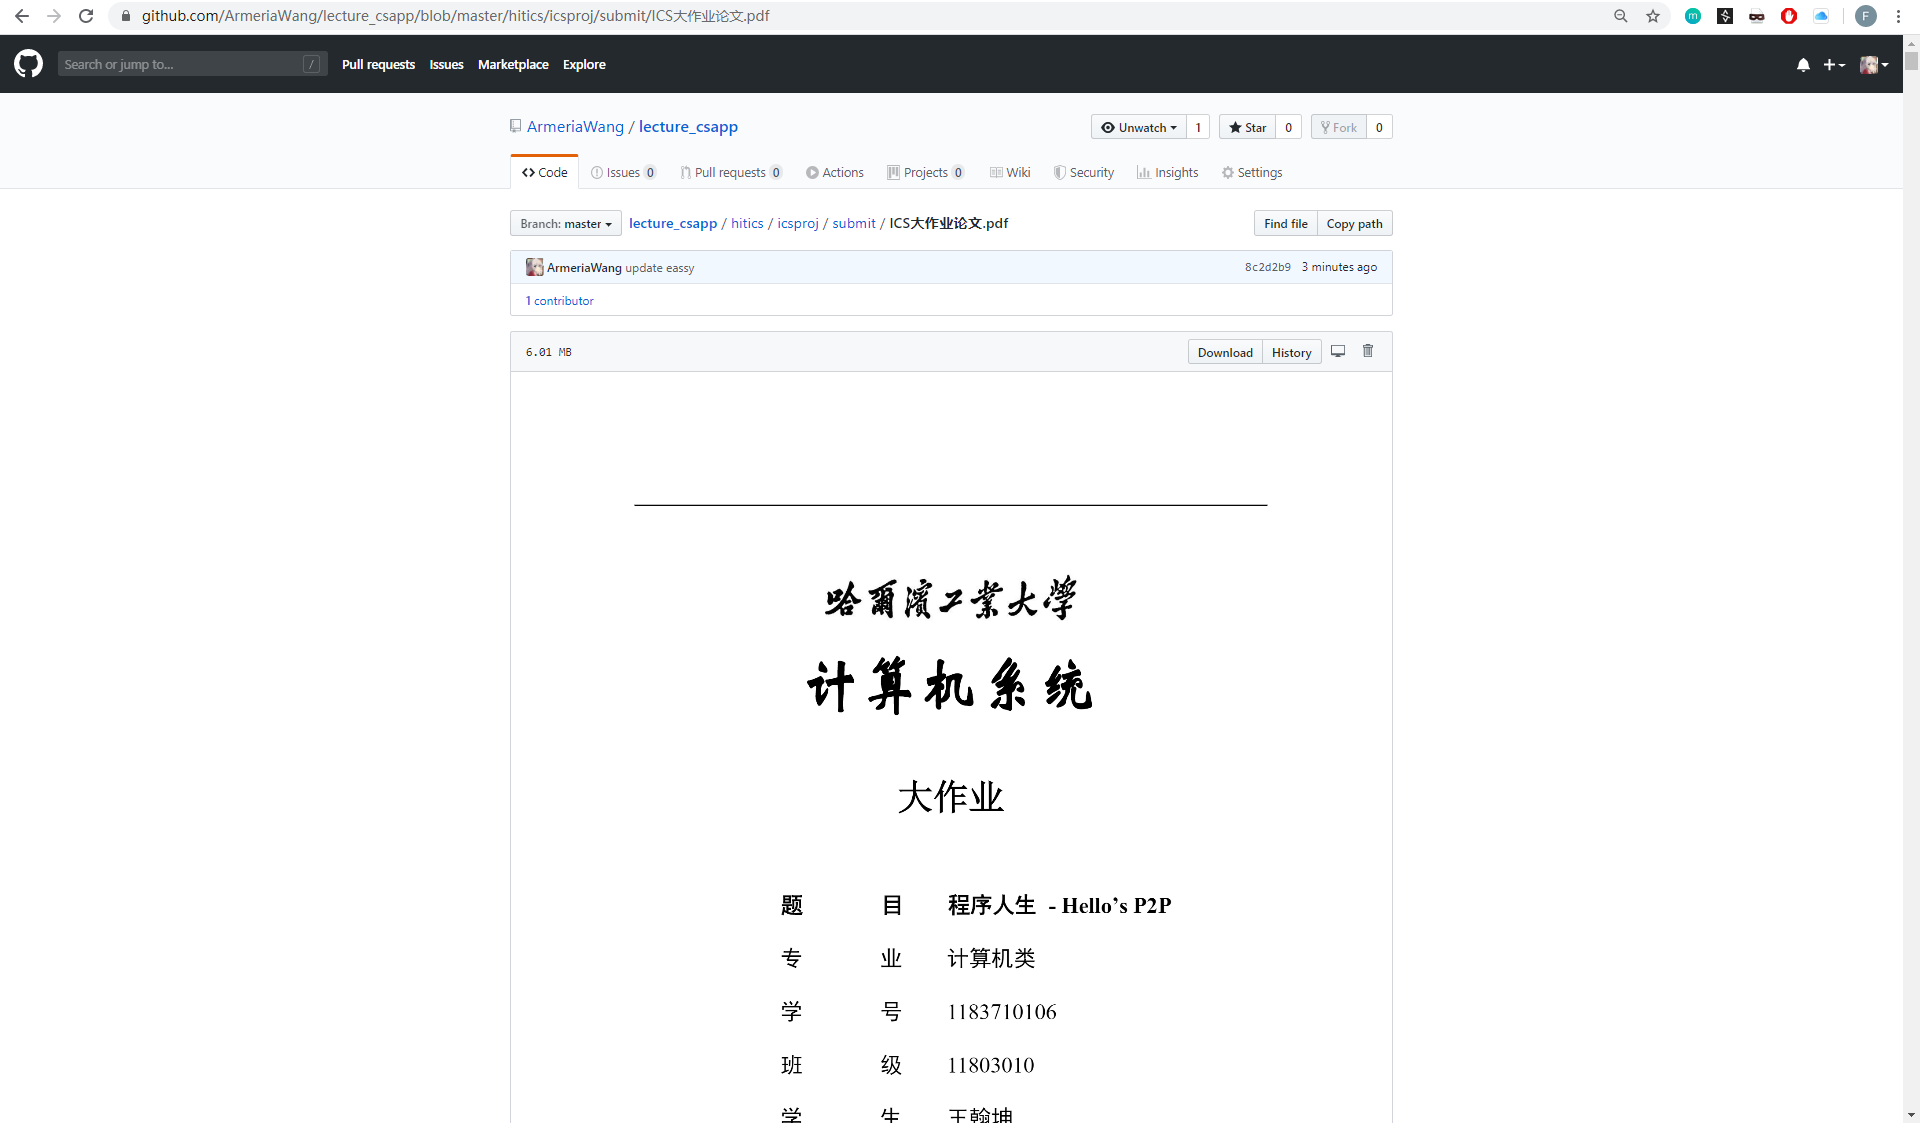 github.com/ArmeriaWang/lecture_csapp/blob/master/hitics/icsproj/submit/ICS大作业论文.pdf
m
F
Search or jump to...
/
Pull requests
Issues
Marketplace
Explore
ArmeriaWang / lecture_csapp
Unwatch 1
Star 0
Fork 0
Code
Issues 0
Pull requests 0
Actions
Projects 0
Wiki
Security
Insights
Settings
Branch: master
lecture_csapp / hitics / icsproj / submit / ICS大作业论文.pdf
Find file
Copy path
ArmeriaWang update eassy
8c2d2b9 3 minutes ago
1 contributor
6.01 MB
Download
History
哈爾濱工業大學
计算机系统
大作业
题 目 程序人生 - Hello’s P2P
专 业 计算机类
学 号 1183710106
班 级 11803010
学 生 王翰坤